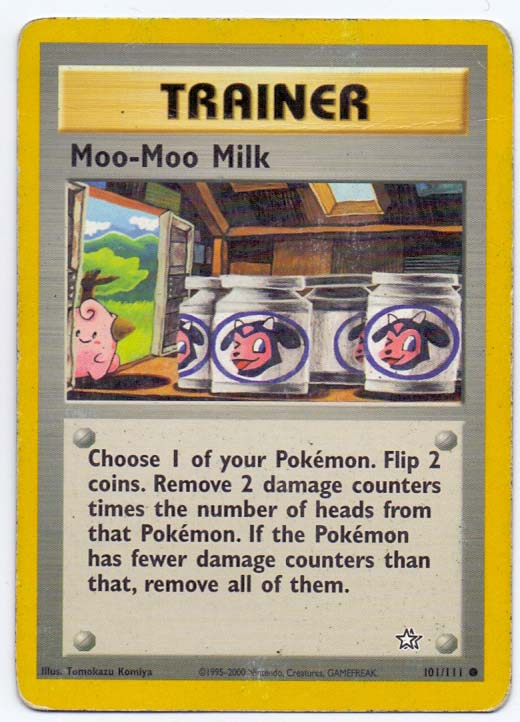 TRAINER
Moo-Moo Milk
Choose 1 of your Pokémon. Flip 2
coins. Remove 2 damage counters
times the number of heads from
that Pokémon. If the Pokémon
has fewer damage counters than
that, remove all of them.
Illus. Tomokazu Komiya
©1995-2000 Nintendo, Creatures, GAMEFREAK.
101/111 ●